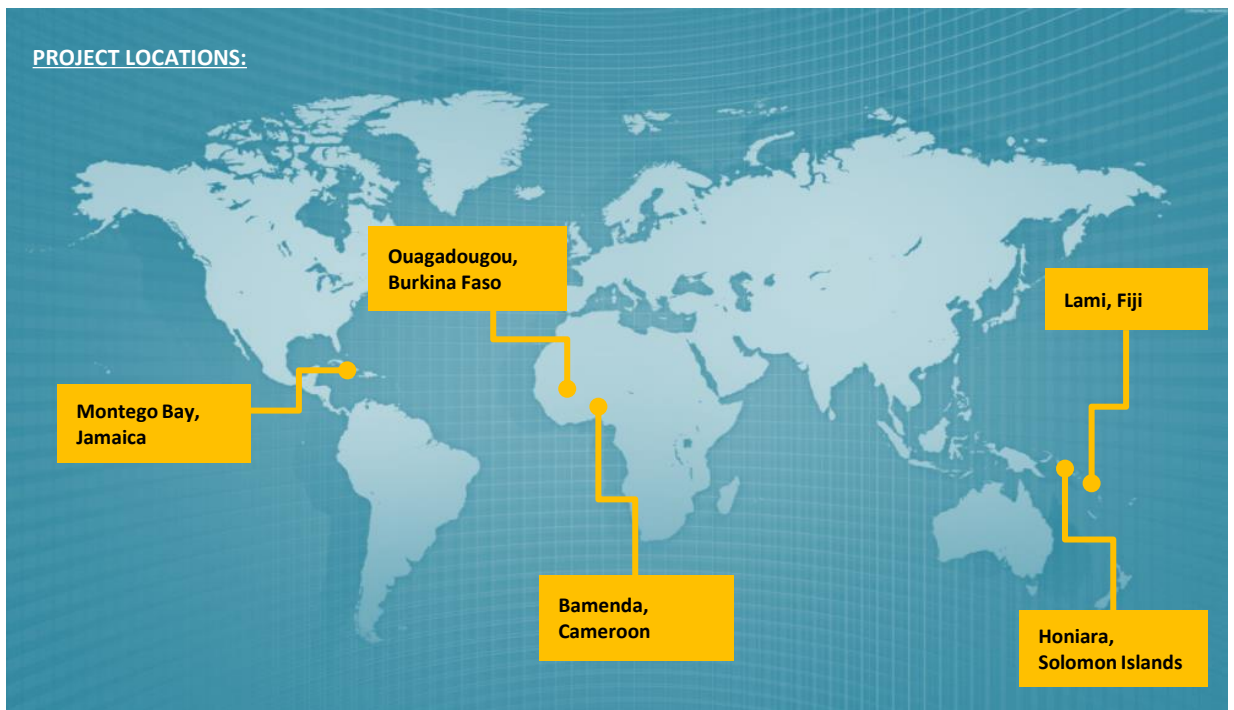 PROJECT LOCATIONS:
Ouagadougou,
Burkina Faso
Lami, Fiji
Montego Bay,
Jamaica
Bamenda,
Cameroon
Honiara,
Solomon Islands